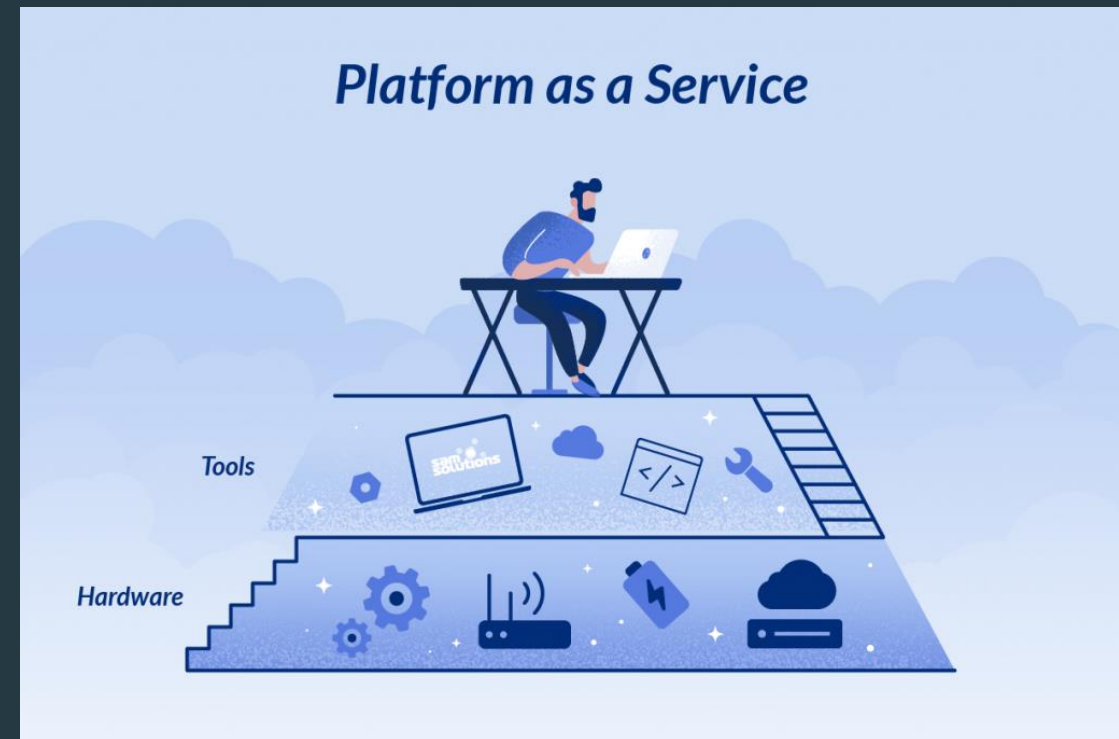 Platform as a Service
Tools
sam
solutions
</>
Hardware